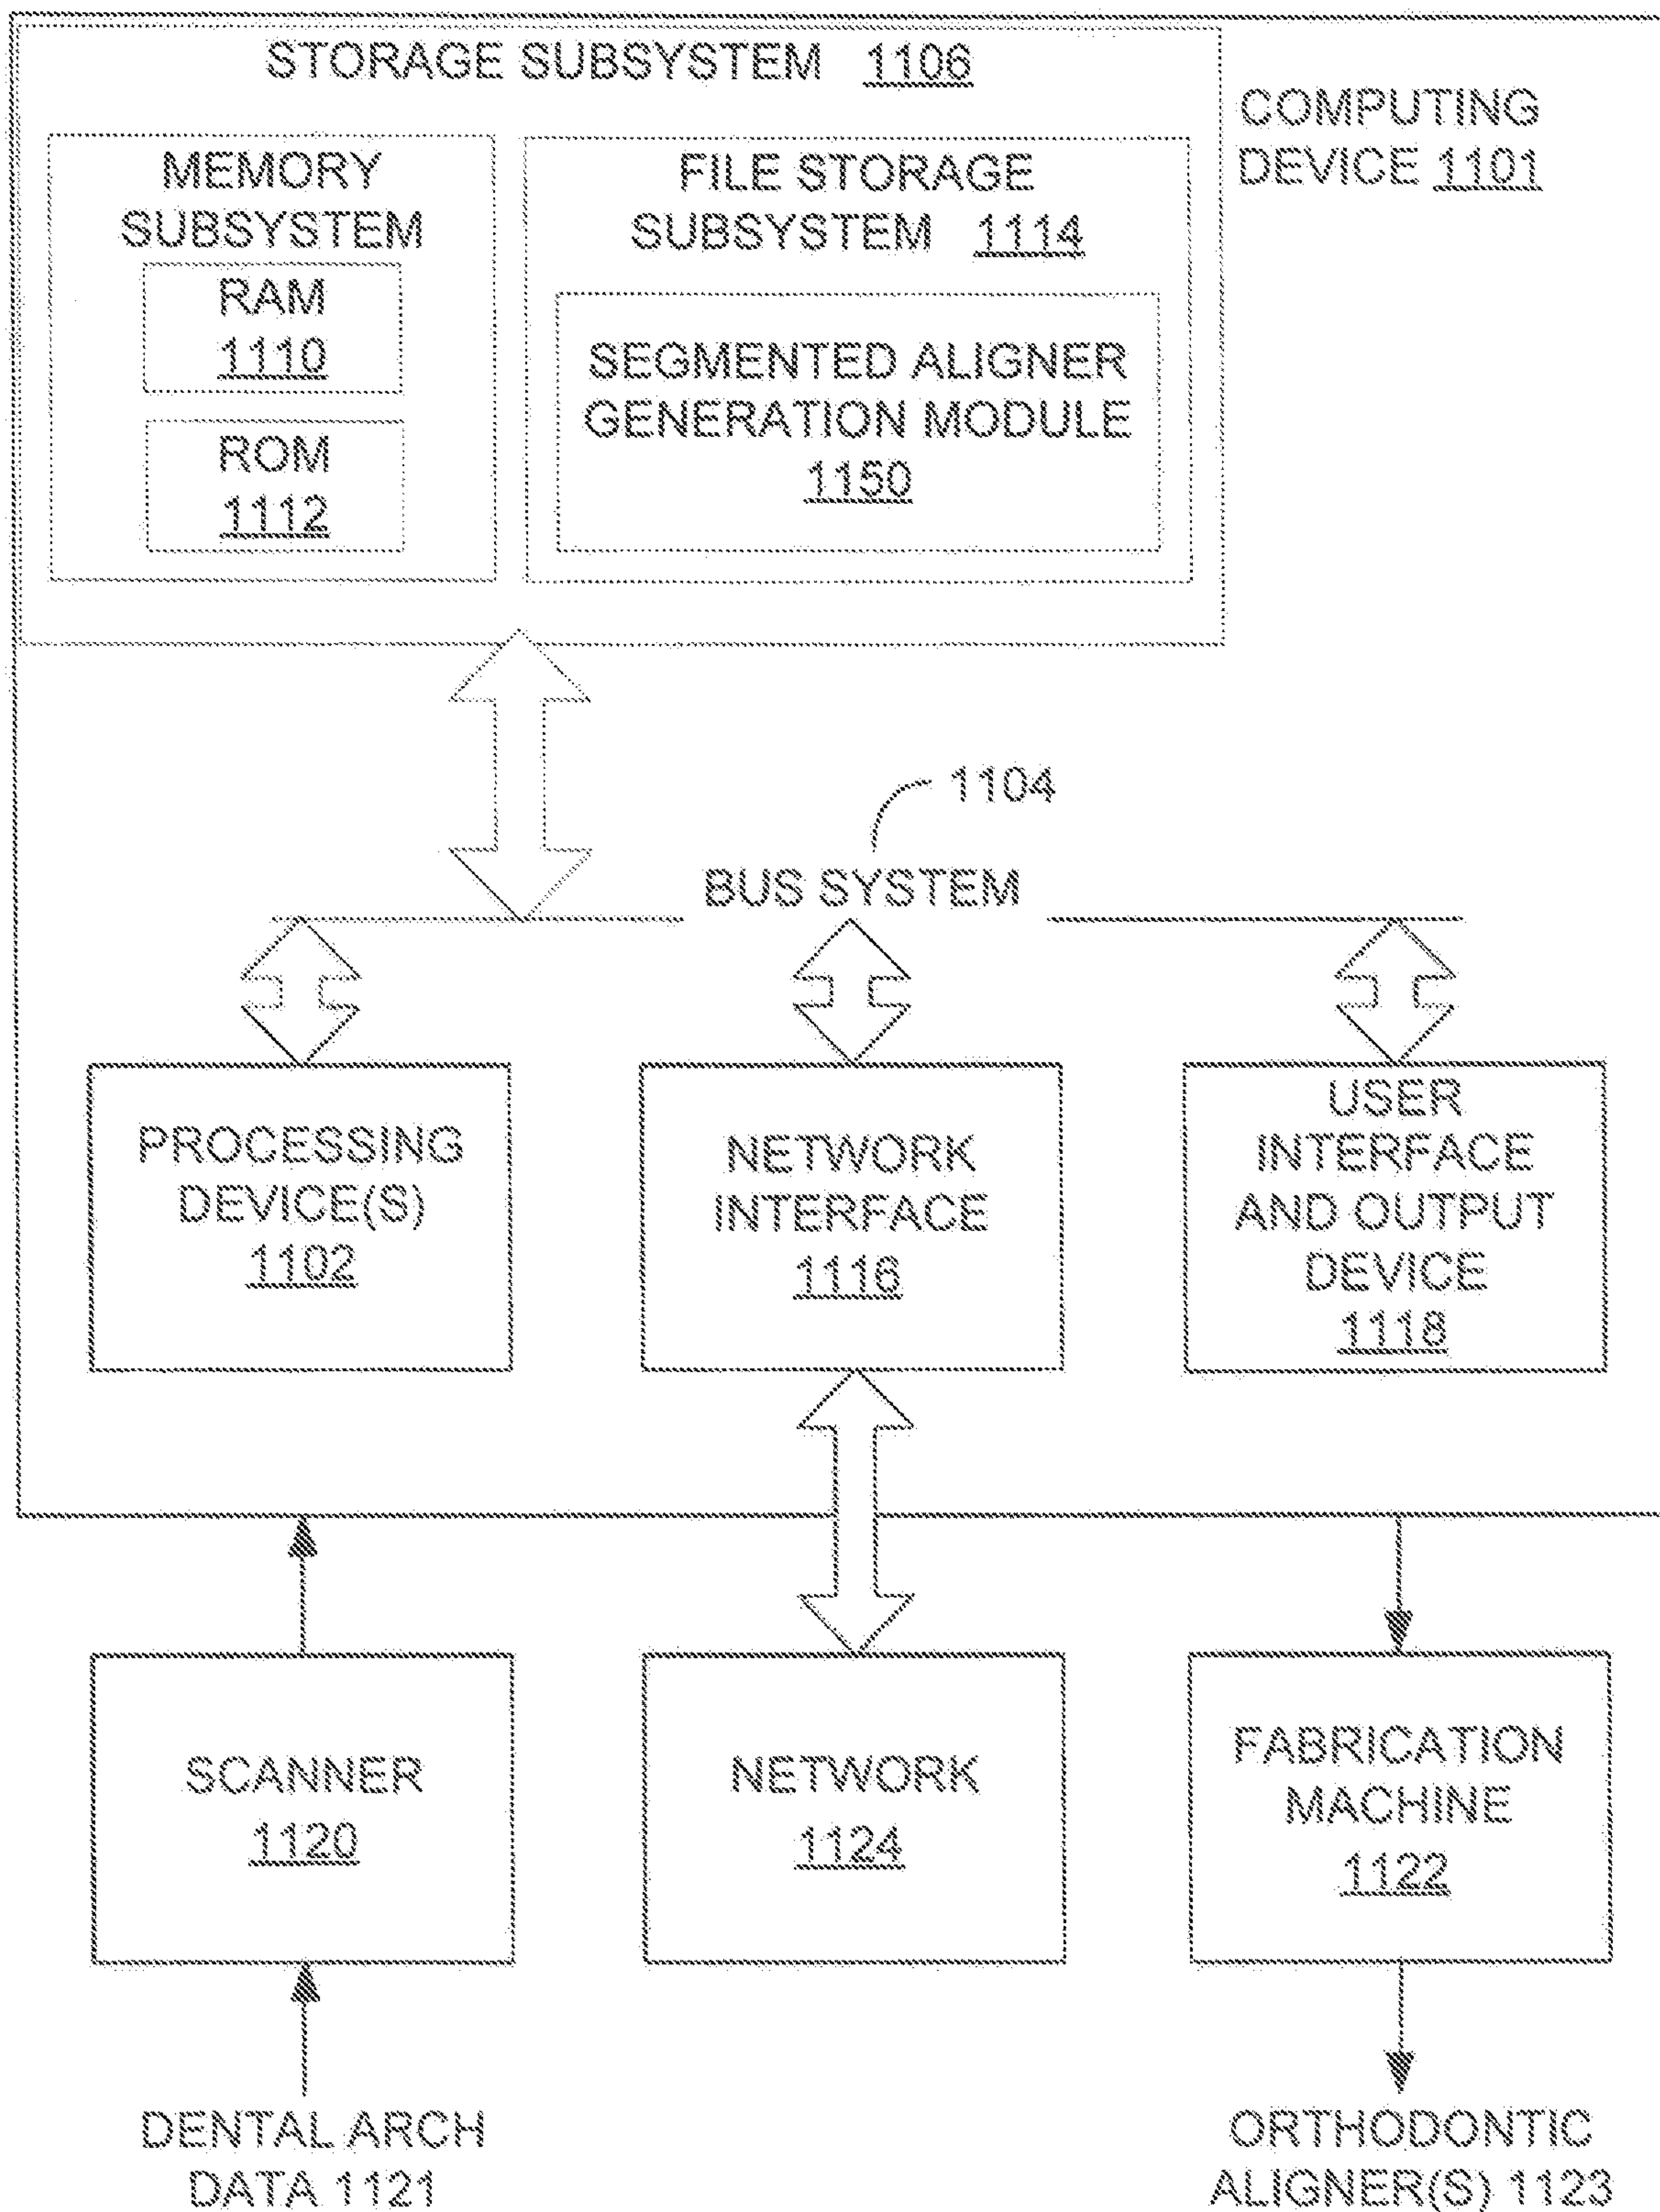 STORAGE SUBSYSTEM 1106
COMPUTING
DEVICE 1101
MEMORY
SUBSYSTEM
RAM
1110
ROM
1112
FILE STORAGE
SUBSYSTEM 1114
SEGMENTED ALIGNER
GENERATION MODULE
1150
1104
BUS SYSTEM
PROCESSING
DEVICE(S)
1102
NETWORK
INTERFACE
1116
USER
INTERFACE
AND OUTPUT
DEVICE
1118
SCANNER
1120
NETWORK
1124
FABRICATION
MACHINE
1122
DENTAL ARCH
DATA 1121
ORTHODONTIC
ALIGNER(S) 1123